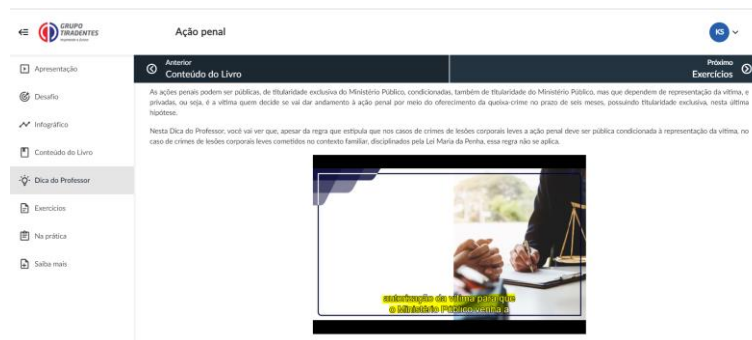 GRUPO
TIRADENTES
Ação penal
KS
Apresentação
Desafio
Infográfico
Conteúdo do Livro
Dica do Professor
Exercícios
Na prática
Saiba mais
Anterior
Conteúdo do Livro
Próximo
Exercícios
As ações penais podem ser públicas, de titularidade exclusiva do Ministério Público, condicionadas, também de titularidade do Ministério Público, mas que dependem de representação da vítima, e
privadas, ou seja, é a vítima quem decide se vai dar andamento à ação penal por meio do oferecimento da queixa-crime no prazo de seis meses, possuindo titularidade exclusiva, nesta última
hipótese.
Nesta Dica do Professor, você vai ver que, apesar da regra que estipula que nos casos de crimes de lesões corporais leves a ação penal deve ser pública condicionada à representação da vítima, no
caso de crimes de lesões corporais leves cometidos no contexto familiar, disciplinados pela Lei Maria da Penha, essa regra não se aplica.
autorização da vítima para que
o Ministério Público venha a